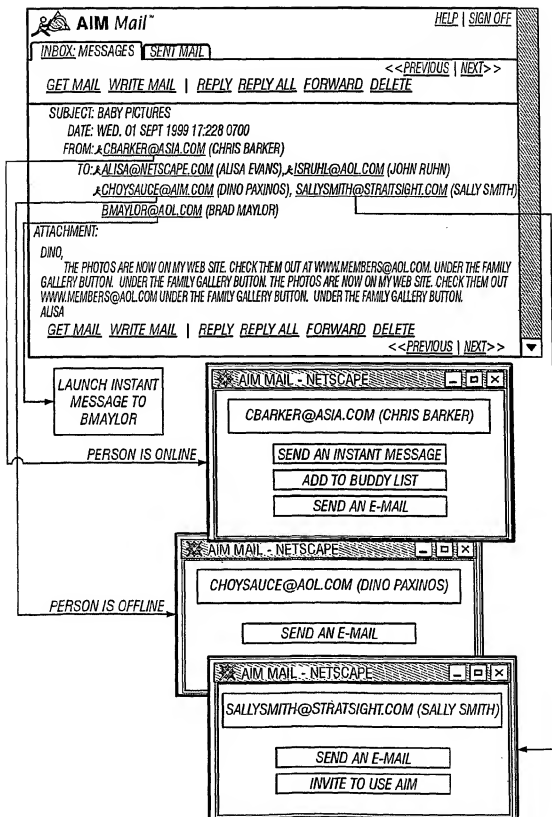 AIM Mail™
HELP | SIGN OFF
INBOX: MESSAGES SENT MAIL
<<PREVIOUS | NEXT>>
GET MAIL WRITE MAIL | REPLY REPLY ALL FORWARD DELETE
SUBJECT: BABY PICTURES
DATE: WED. 01 SEPT 1999 17:228 0700
FROM: CBARKER@ASIA.COM (CHRIS BARKER)
TO: ALISA@NETSCAPE.COM (ALISA EVANS), ISRUHL@AOL.COM (JOHN RUHN)
CHOYSAUCE@AIM.COM (DINO PAXINOS), SALLYSMITH@STRAITSIGHT.COM (SALLY SMITH)
BMAYLOR@AOL.COM (BRAD MAYLOR)
ATTACHMENT:
DINO,
THE PHOTOS ARE NOW ON MY WEB SITE. CHECK THEM OUT AT WWW.MEMBERS@AOL.COM. UNDER THE FAMILY
GALLERY BUTTON. UNDER THE FAMILY GALLERY BUTTON. THE PHOTOS ARE NOW ON MY WEB SITE. CHECK THEM OUT
WWW.MEMBERS@AOL.COM UNDER THE FAMILY GALLERY BUTTON. UNDER THE FAMILY GALLERY BUTTON.
ALISA
GET MAIL WRITE MAIL | REPLY REPLY ALL FORWARD DELETE
<<PREVIOUS | NEXT>>
LAUNCH INSTANT
MESSAGE TO
BMAYLOR
AIM MAIL - NETSCAPE
CBARKER@ASIA.COM (CHRIS BARKER)
PERSON IS ONLINE
SEND AN INSTANT MESSAGE
ADD TO BUDDY LIST
SEND AN E-MAIL
AIM MAIL - NETSCAPE
CHOYSAUCE@AOL.COM (DINO PAXINOS)
PERSON IS OFFLINE
SEND AN E-MAIL
AIM MAIL - NETSCAPE
SALLYSMITH@STRATSIGHT.COM (SALLY SMITH)
SEND AN E-MAIL
INVITE TO USE AIM